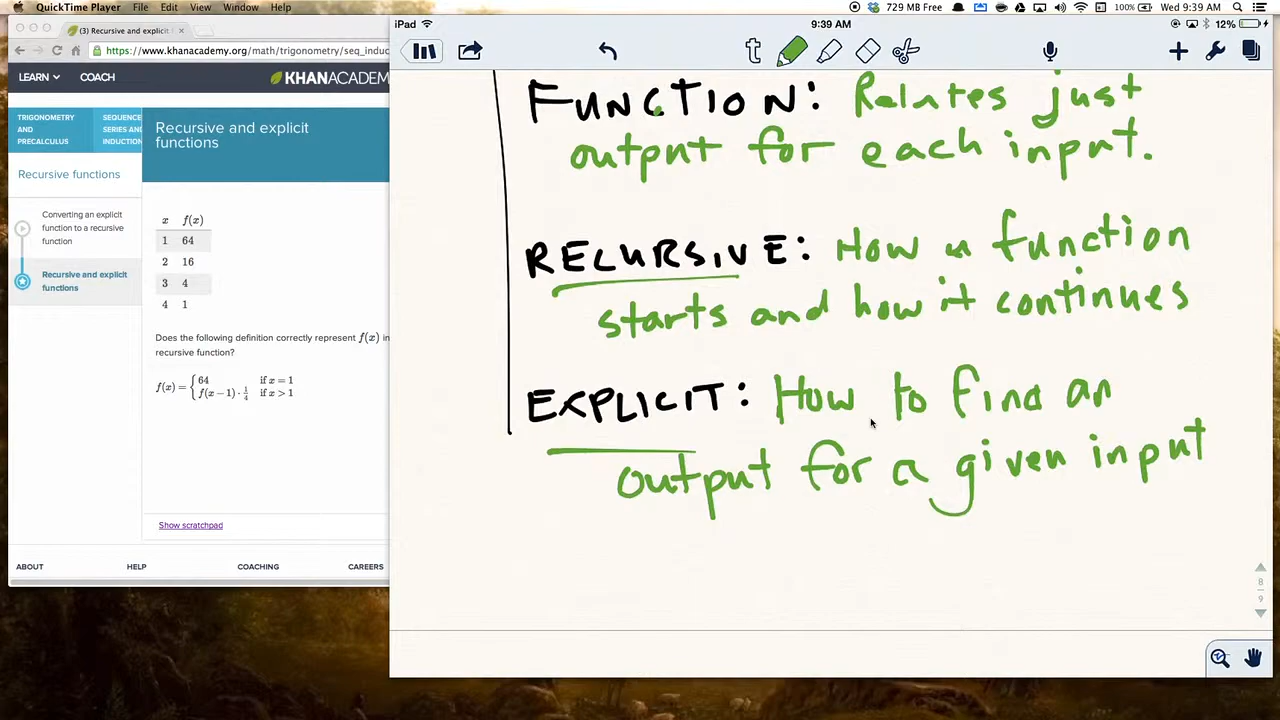 QuickTime Player File Edit View Window Help 729 MB Free 100% Wed 9:39 AM
(3) Recursive and explicit
https://www.khanacademy.org/math/trigonometry/seq_induc
LEARN COACH KHANACADEM
TRIGONOMETRY AND PRECALCULUS
SEQUENCE SERIES AND INDUCTION
Recursive and explicit
functions
Recursive functions
Converting an explicit
function to a recursive
function
Recursive and explicit
functions
x f(x)
1 64
2 16
3 4
4 1
Does the following definition correctly represent f(x) in
recursive function?
f(x) = { 64 if x = 1
f(x − 1) · 1/4 if x > 1
Show scratchpad
ABOUT HELP COACHING CAREERS
iPad 9:39 AM 12%
FUNCTION: Relates just
output for each input.
RECURSIVE: How a function
starts and how it continues
EXPLICIT: How to find an
output for a given input
8
9